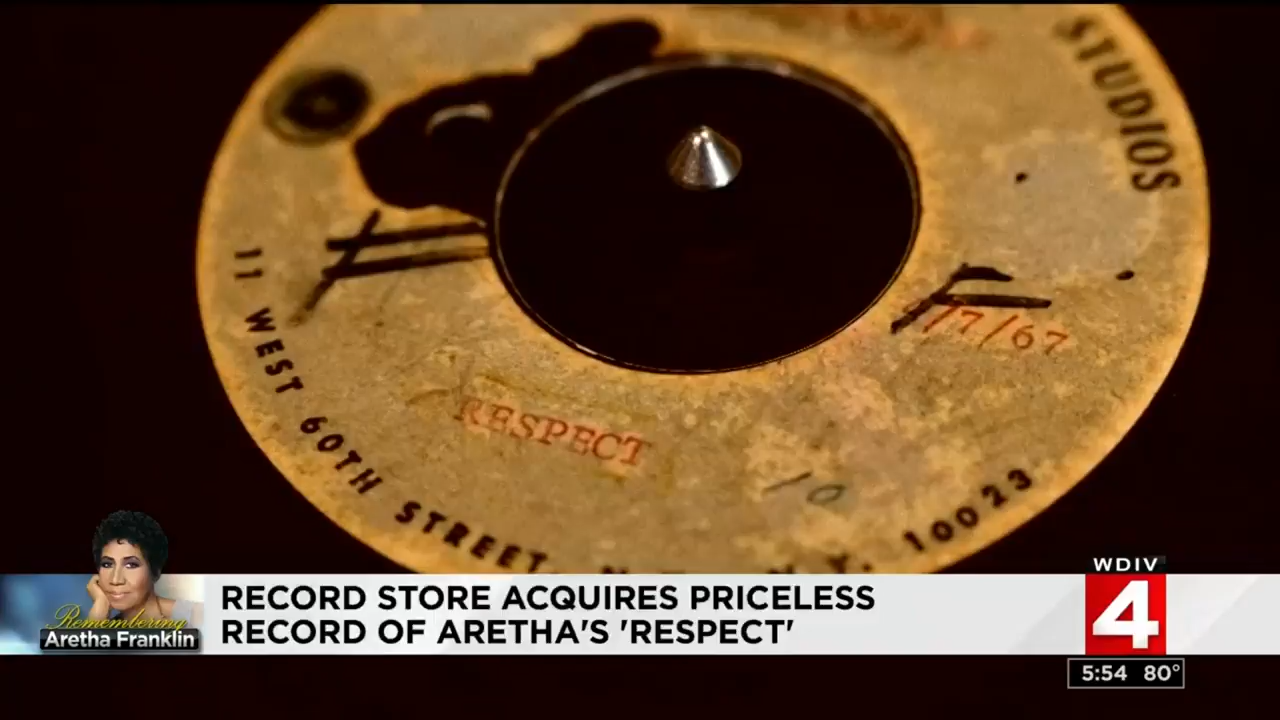 STUDIOS
11 WEST 60TH STREET, N.Y. 10023
/7/67
RESPECT
10
Remembering
Aretha Franklin
RECORD STORE ACQUIRES PRICELESS
RECORD OF ARETHA'S 'RESPECT'
WDIV
4
5:54 80°